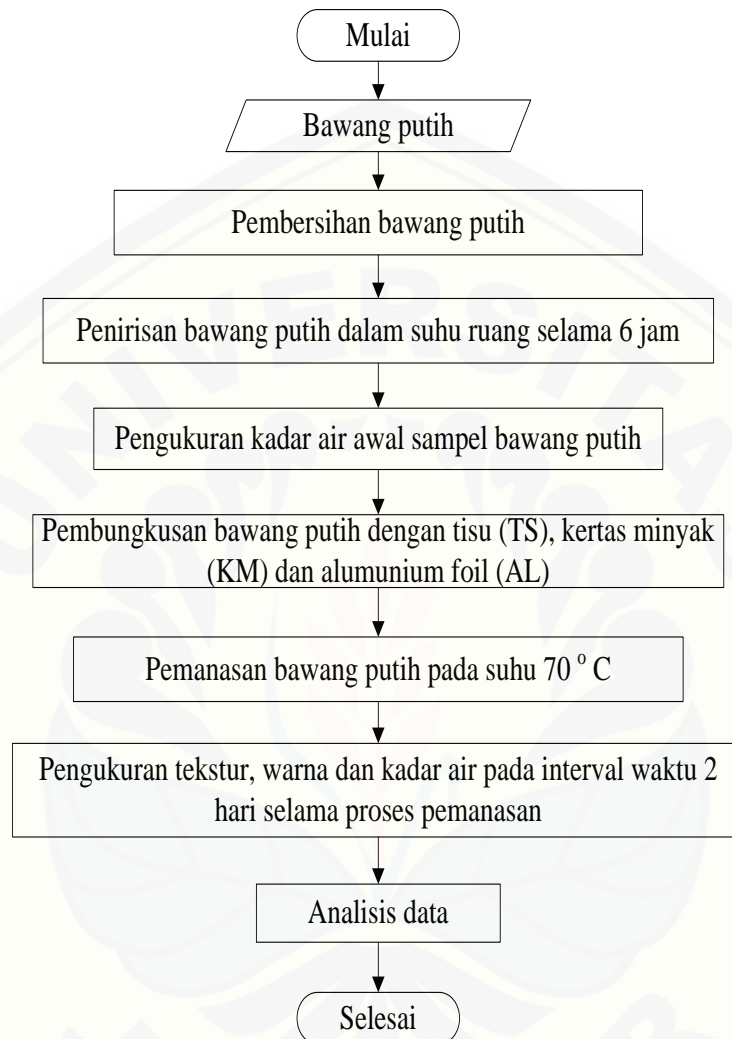 Mulai
Bawang putih
Pembersihan bawang putih
Penirisan bawang putih dalam suhu ruang selama 6 jam
Pengukuran kadar air awal sampel bawang putih
Pembungkusan bawang putih dengan tisu (TS), kertas minyak
(KM) dan alumunium foil (AL)
Pemanasan bawang putih pada suhu 70 ° C
Pengukuran tekstur, warna dan kadar air pada interval waktu 2
hari selama proses pemanasan
Analisis data
Selesai